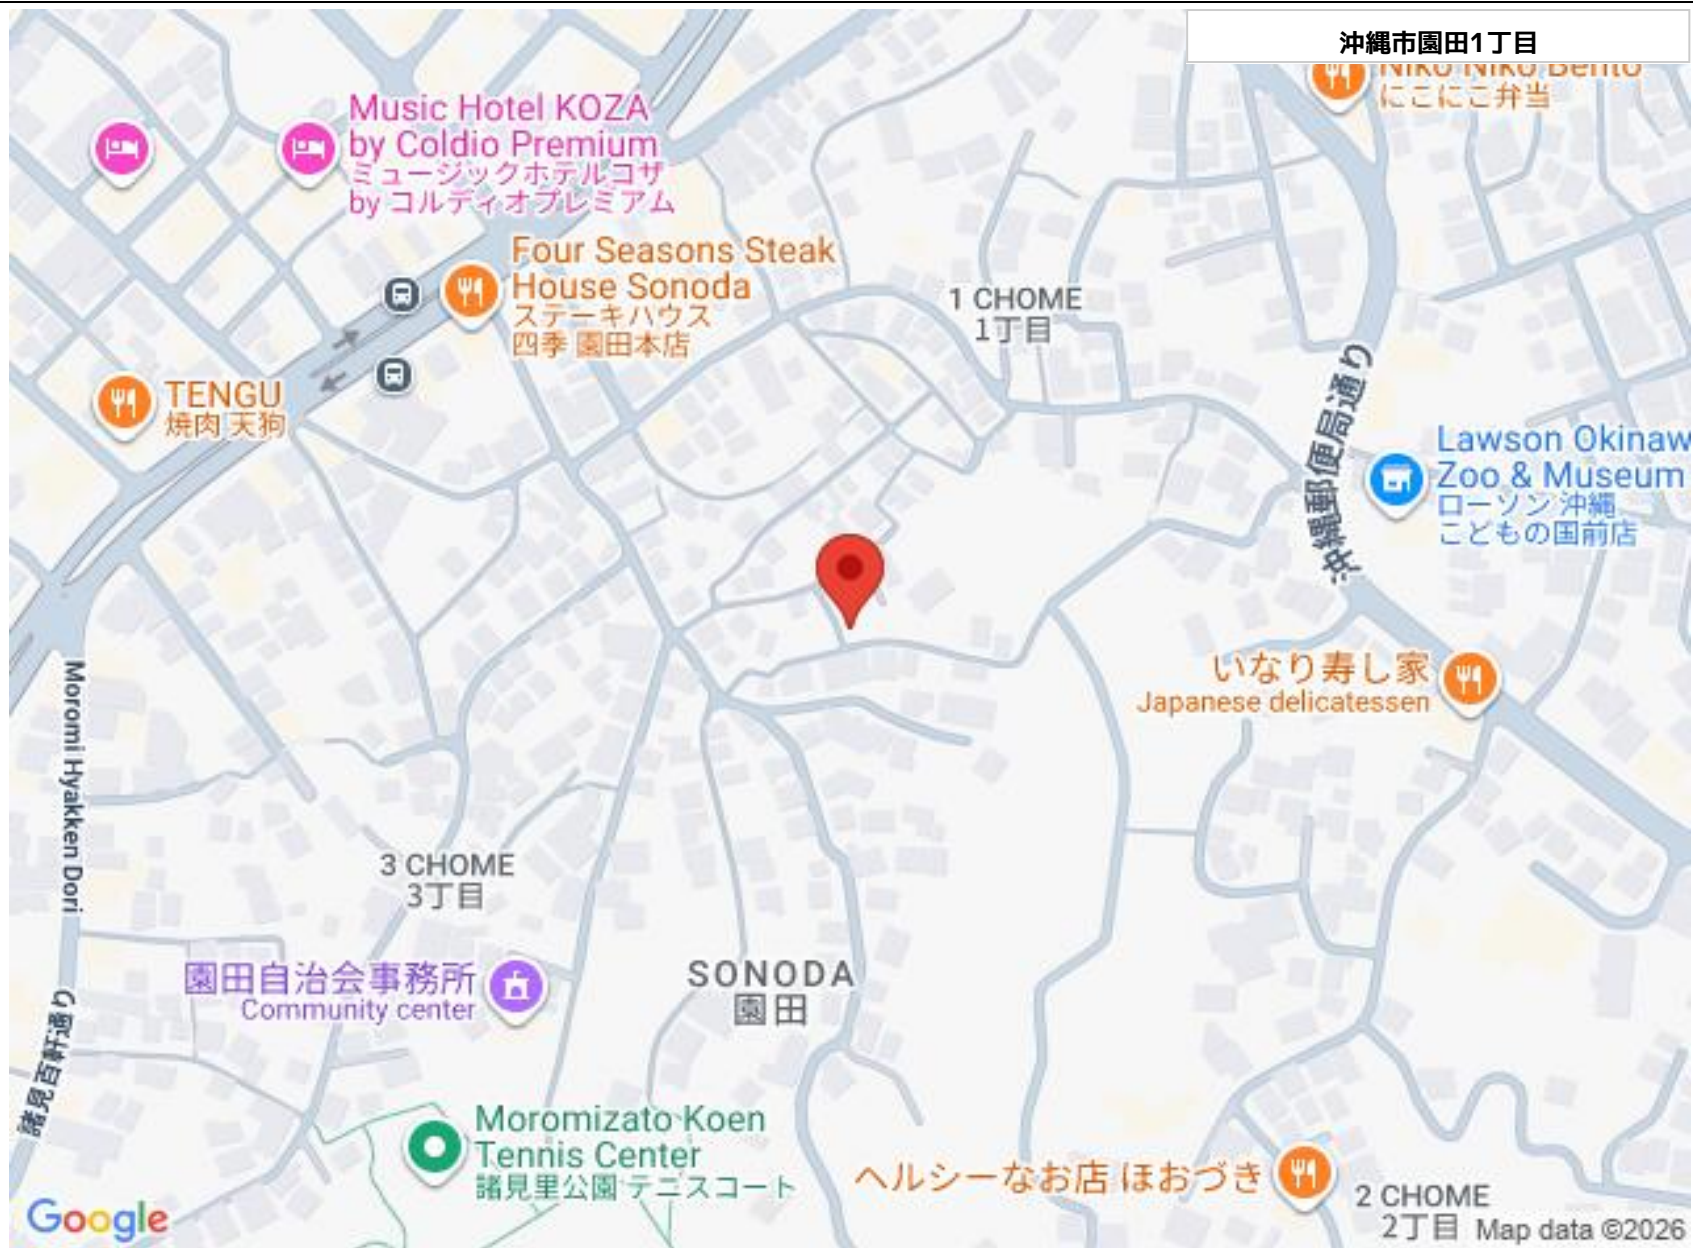 沖縄市園田1丁目
Niko Niko Bento
にこにこ弁当
Music Hotel KOZA
by Coldio Premium
ミュージックホテルコザ
by コルディオプレミアム
Four Seasons Steak
House Sonoda
ステーキハウス
四季 園田本店
1 CHOME
1丁目
TENGU
焼肉 天狗
沖縄郵便局通り
Lawson Okinaw
Zoo & Museum
ローソン 沖縄
こどもの国前店
いなり寿し家
Japanese delicatessen
Moromi Hyakken Dori
3 CHOME
3丁目
園田自治会事務所
Community center
SONODA
園田
諸見百軒通り
Moromizato Koen
Tennis Center
諸見里公園 テニスコート
ヘルシーなお店 ほおづき
2 CHOME
2丁目
Google
Map data ©2026